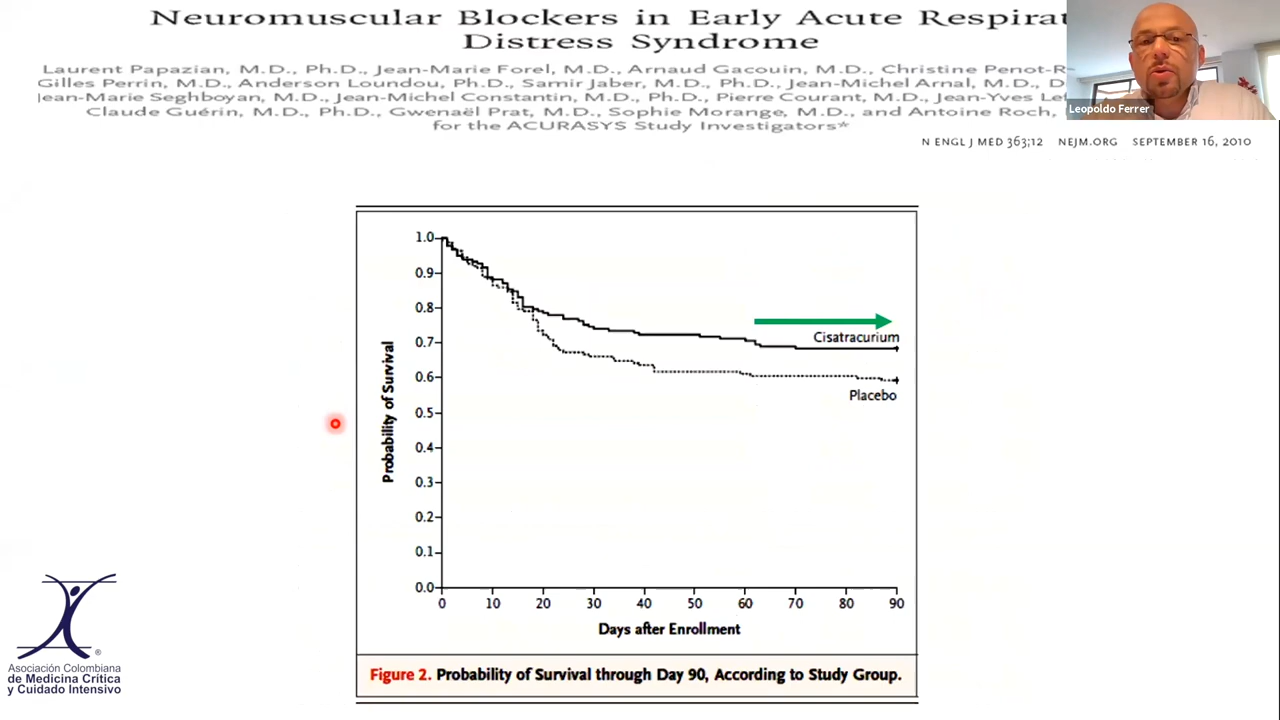 Neuromuscular Blockers in Early Acute
Distress Syndrome
Laurent Papazian, M.D., Ph.D., Jean-Marie Forel, M.D., Arnaud Gacouin, M.D., Christine
Gilles Perrin, M.D., Anderson Loundou, Ph.D., Samir Jaber, M.D., Ph.D., Jean-Michel Arnal, M.D.,
Jean-Marie Seghboyan, M.D., Jean-Michel Constantin, M.D., Ph.D., Pierre Courant, M.D., Jean-Yves
Claude Guérin, M.D., Ph.D., Gwenaël Prat, M.D., Sophie Morange, M.D., and Antoine Roch,
for the ACURASYS Study Investigators*
Leopoldo Ferrer
N ENGL J MED 363;12 NEJM.ORG SEPTEMBER 16, 2010
1.0
0.9
0.8
0.7
0.6
0.5
0.4
0.3
0.2
0.1
0.0
Probability of Survival
Cisatracurium
Placebo
0 10 20 30 40 50 60 70 80 90
Days after Enrollment
Figure 2. Probability of Survival through Day 90, According to Study Group.
®
Asociación Colombiana
de Medicina Crítica
y Cuidado Intensivo